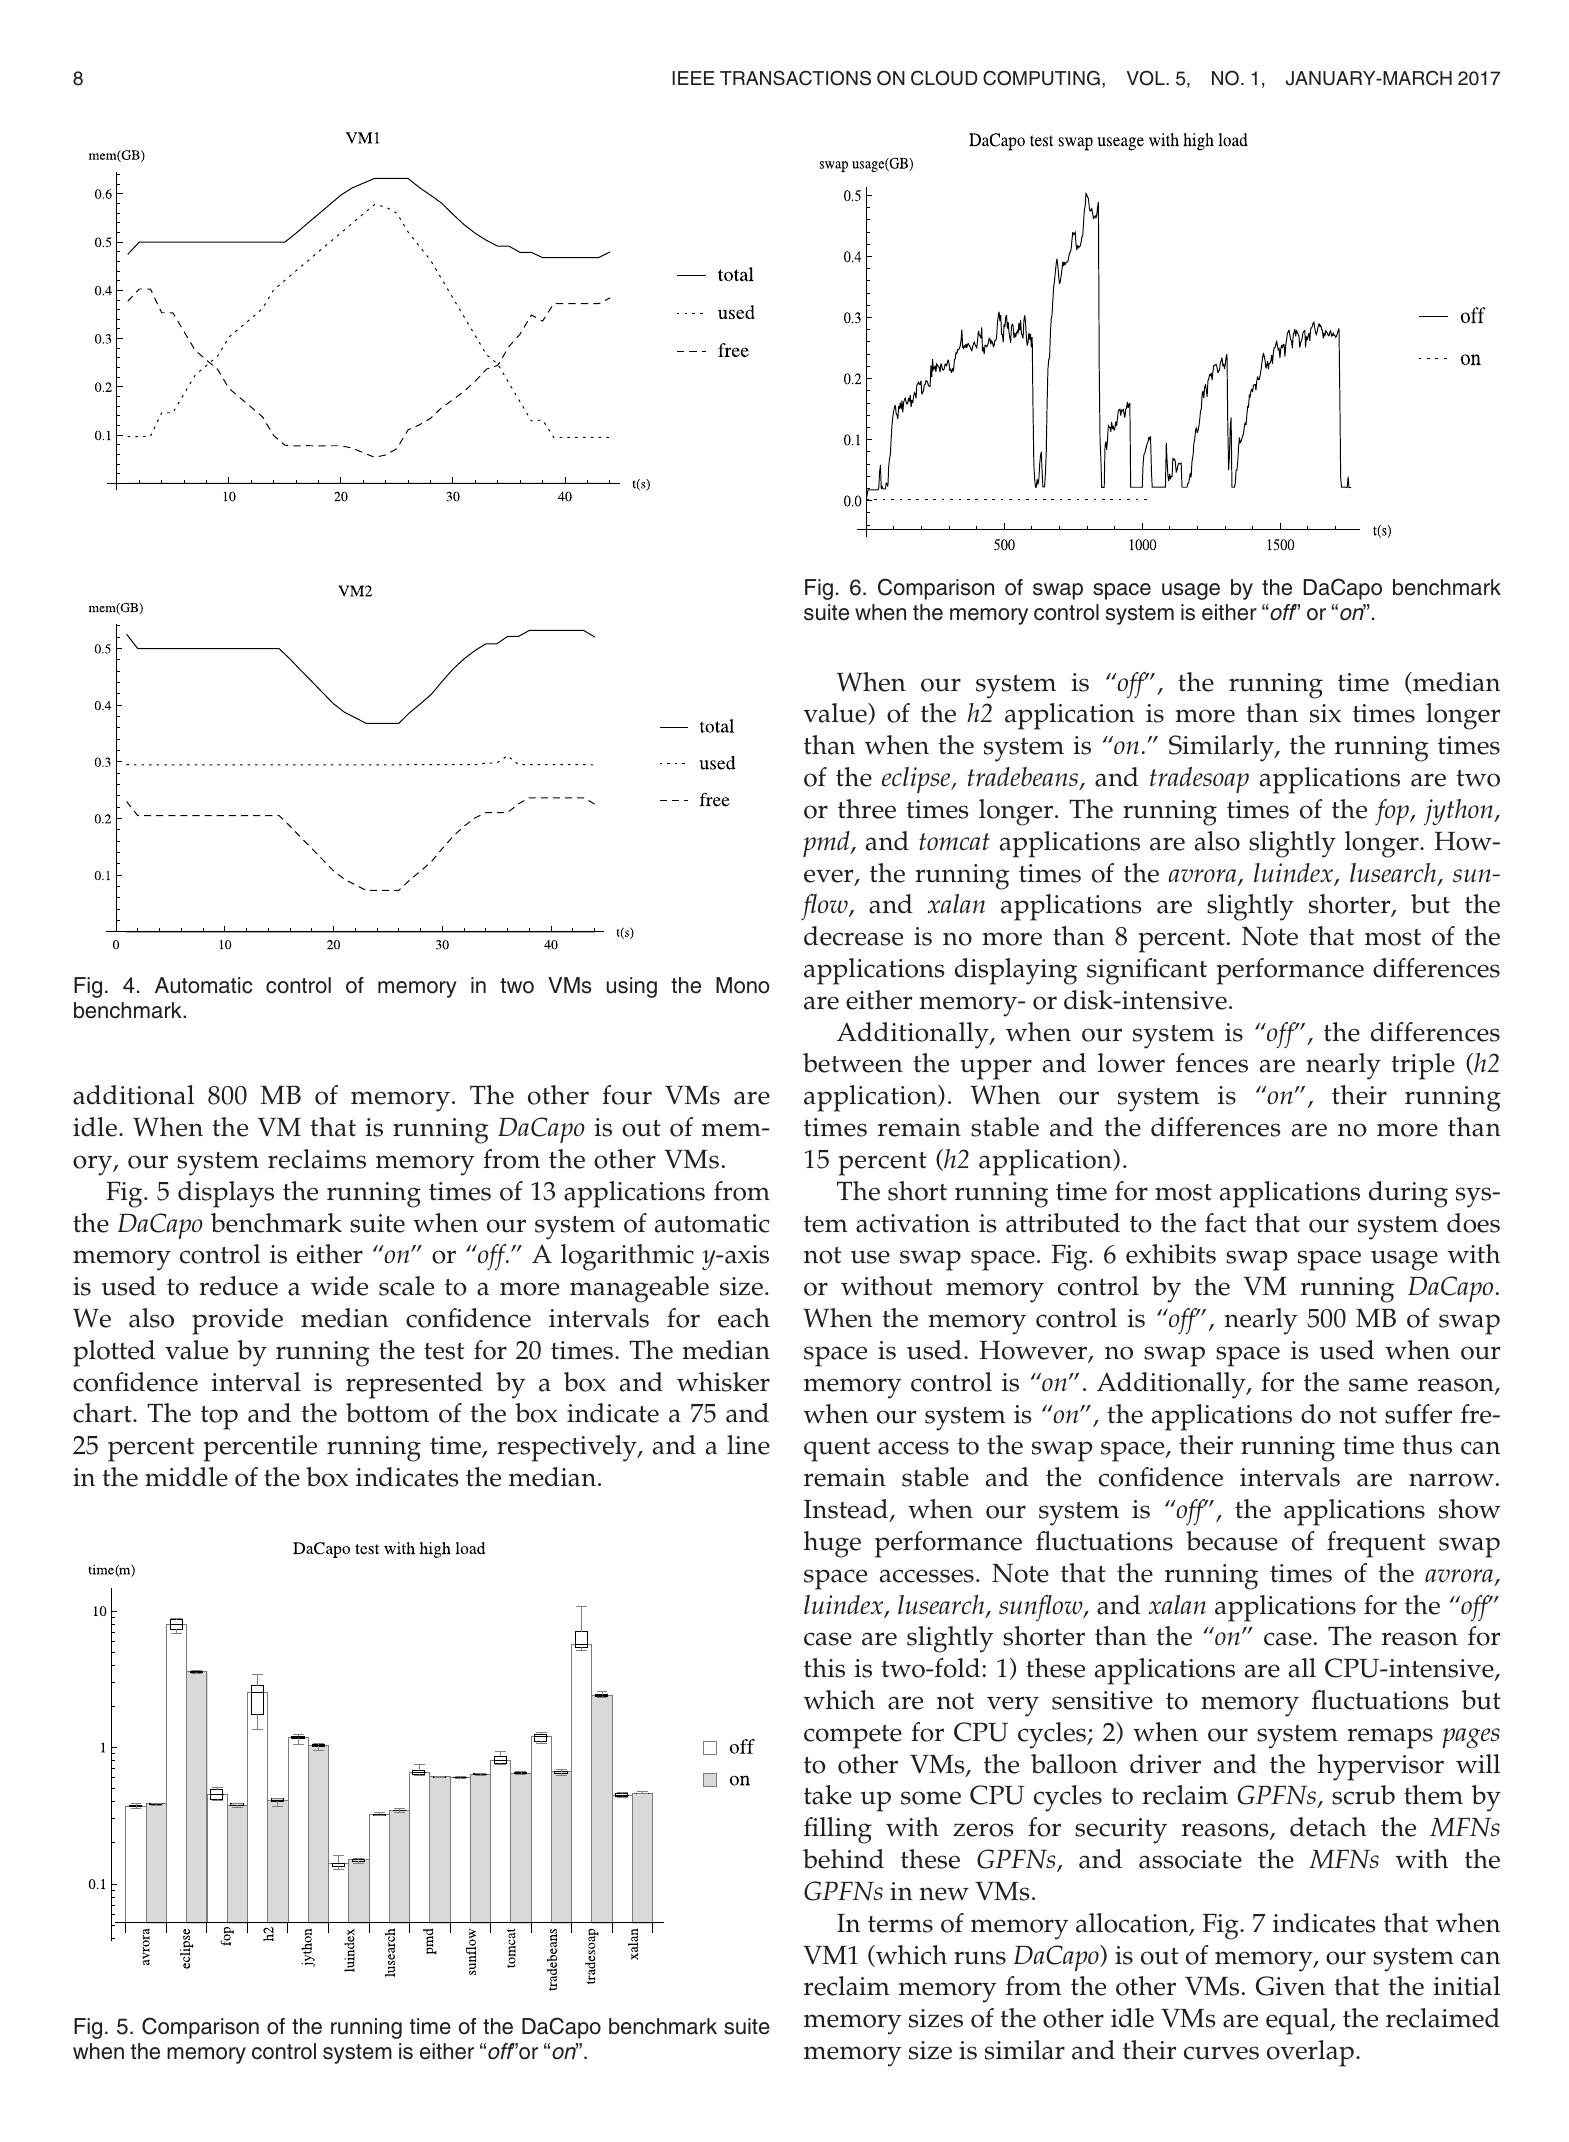 8
IEEE TRANSACTIONS ON CLOUD COMPUTING, VOL. 5, NO. 1, JANUARY-MARCH 2017
VM1
mem(GB)
0.6
0.5
0.4
0.3
0.2
0.1
10
20
30
40
t(s)
total
used
free
VM2
mem(GB)
0.5
0.4
0.3
0.2
0.1
0
10
20
30
40
t(s)
total
used
free
Fig. 4. Automatic control of memory in two VMs using the Mono
benchmark.
additional 800 MB of memory. The other four VMs are
idle. When the VM that is running DaCapo is out of mem-
ory, our system reclaims memory from the other VMs.
Fig. 5 displays the running times of 13 applications from
the DaCapo benchmark suite when our system of automatic
memory control is either “on” or “off.” A logarithmic y-axis
is used to reduce a wide scale to a more manageable size.
We also provide median confidence intervals for each
plotted value by running the test for 20 times. The median
confidence interval is represented by a box and whisker
chart. The top and the bottom of the box indicate a 75 and
25 percent percentile running time, respectively, and a line
in the middle of the box indicates the median.
DaCapo test with high load
time(m)
10
1
0.1
off
on
avrora
eclipse
fop
h2
jython
luindex
lusearch
pmd
sunflow
tomcat
tradebeans
tradesoap
xalan
Fig. 5. Comparison of the running time of the DaCapo benchmark suite
when the memory control system is either “off”or “on”.
DaCapo test swap useage with high load
swap usage(GB)
0.5
0.4
0.3
0.2
0.1
0.0
500
1000
1500
t(s)
off
on
Fig. 6. Comparison of swap space usage by the DaCapo benchmark
suite when the memory control system is either “off” or “on”.
When our system is “off”, the running time (median
value) of the h2 application is more than six times longer
than when the system is “on.” Similarly, the running times
of the eclipse, tradebeans, and tradesoap applications are two
or three times longer. The running times of the fop, jython,
pmd, and tomcat applications are also slightly longer. How-
ever, the running times of the avrora, luindex, lusearch, sun-
flow, and xalan applications are slightly shorter, but the
decrease is no more than 8 percent. Note that most of the
applications displaying significant performance differences
are either memory- or disk-intensive.
Additionally, when our system is “off”, the differences
between the upper and lower fences are nearly triple (h2
application). When our system is “on”, their running
times remain stable and the differences are no more than
15 percent (h2 application).
The short running time for most applications during sys-
tem activation is attributed to the fact that our system does
not use swap space. Fig. 6 exhibits swap space usage with
or without memory control by the VM running DaCapo.
When the memory control is “off”, nearly 500 MB of swap
space is used. However, no swap space is used when our
memory control is “on”. Additionally, for the same reason,
when our system is “on”, the applications do not suffer fre-
quent access to the swap space, their running time thus can
remain stable and the confidence intervals are narrow.
Instead, when our system is “off”, the applications show
huge performance fluctuations because of frequent swap
space accesses. Note that the running times of the avrora,
luindex, lusearch, sunflow, and xalan applications for the “off”
case are slightly shorter than the “on” case. The reason for
this is two-fold: 1) these applications are all CPU-intensive,
which are not very sensitive to memory fluctuations but
compete for CPU cycles; 2) when our system remaps pages
to other VMs, the balloon driver and the hypervisor will
take up some CPU cycles to reclaim GPFNs, scrub them by
filling with zeros for security reasons, detach the MFNs
behind these GPFNs, and associate the MFNs with the
GPFNs in new VMs.
In terms of memory allocation, Fig. 7 indicates that when
VM1 (which runs DaCapo) is out of memory, our system can
reclaim memory from the other VMs. Given that the initial
memory sizes of the other idle VMs are equal, the reclaimed
memory size is similar and their curves overlap.